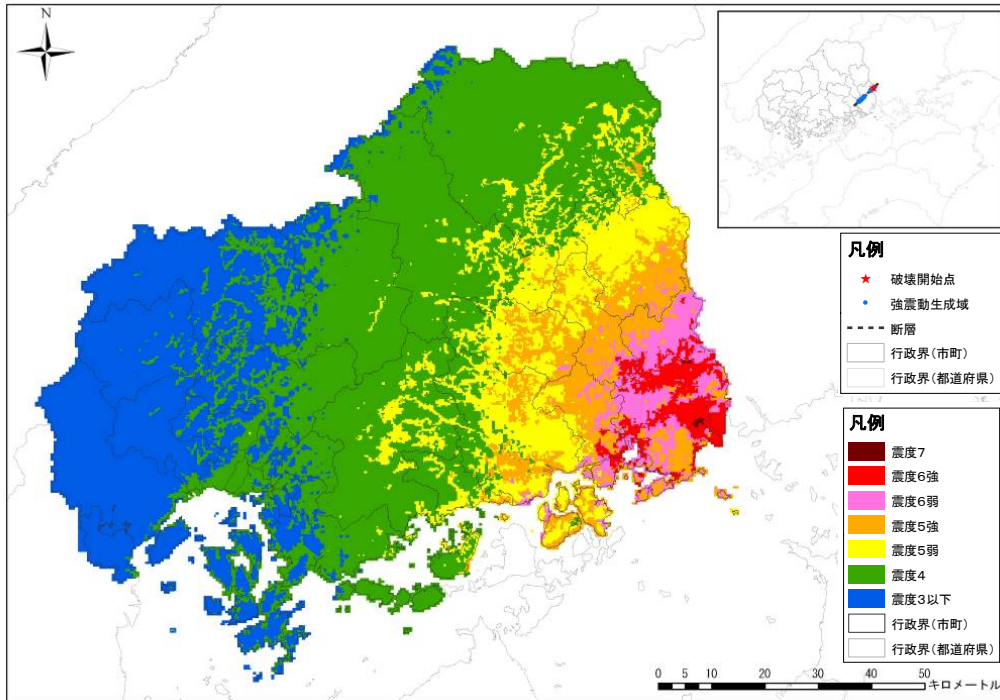 N
凡例
破壊開始点
強震動生成域
断層
行政界(市町)
行政界(都道府県)
凡例
震度7
震度6強
震度6弱
震度5強
震度5弱
震度4
震度3以下
行政界(市町)
行政界(都道府県)
0 5 10 20 30 40 50
キロメートル